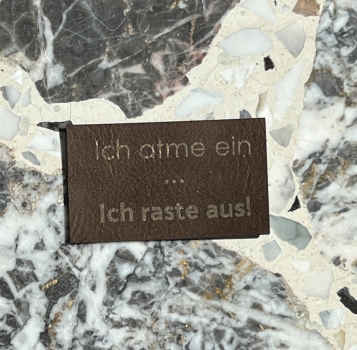 Ich atme ein
...
Ich raste aus!